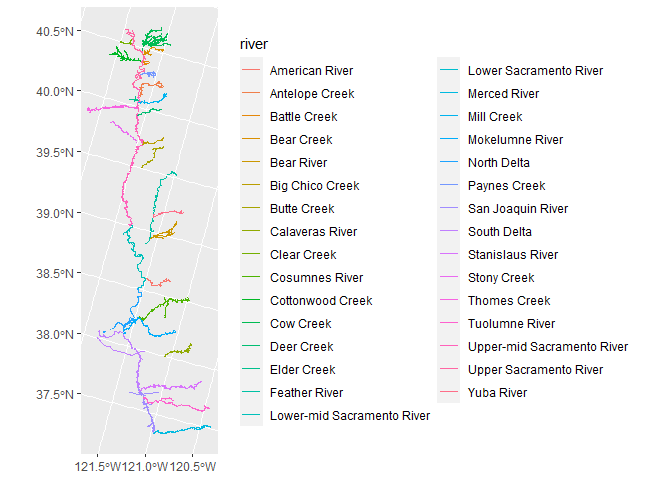 river
40.5°N
40.0°N
39.5°N
39.0°N
38.5°N
38.0°N
37.5°N
121.5°W
121.0°W
120.5°W
American River
Antelope Creek
Battle Creek
Bear Creek
Bear River
Big Chico Creek
Butte Creek
Calaveras River
Clear Creek
Cosumnes River
Cottonwood Creek
Cow Creek
Deer Creek
Elder Creek
Feather River
Lower-mid Sacramento River
Lower Sacramento River
Merced River
Mill Creek
Mokelumne River
North Delta
Paynes Creek
San Joaquin River
South Delta
Stanislaus River
Stony Creek
Thomes Creek
Tuolumne River
Upper-mid Sacramento River
Upper Sacramento River
Yuba River